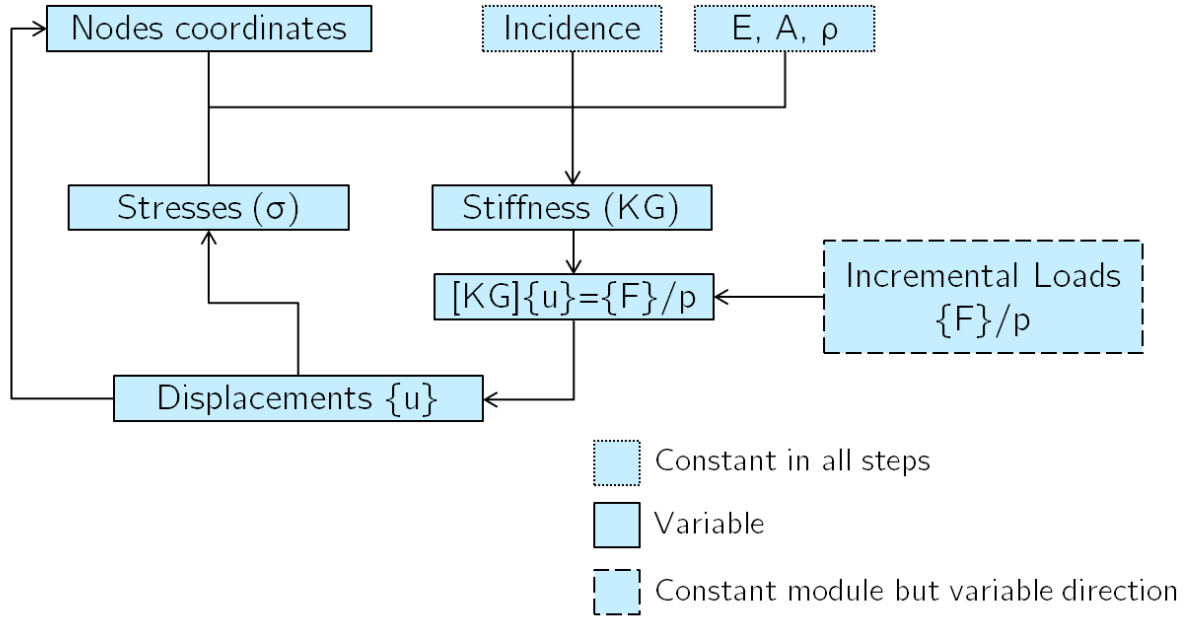 Nodes coordinates
Incidence
E, A, ρ
Stresses (σ)
Stiffness (KG)
[KG]{u}={F}/p
Incremental Loads
{F}/p
Displacements {u}
Constant in all steps
Variable
Constant module but variable direction